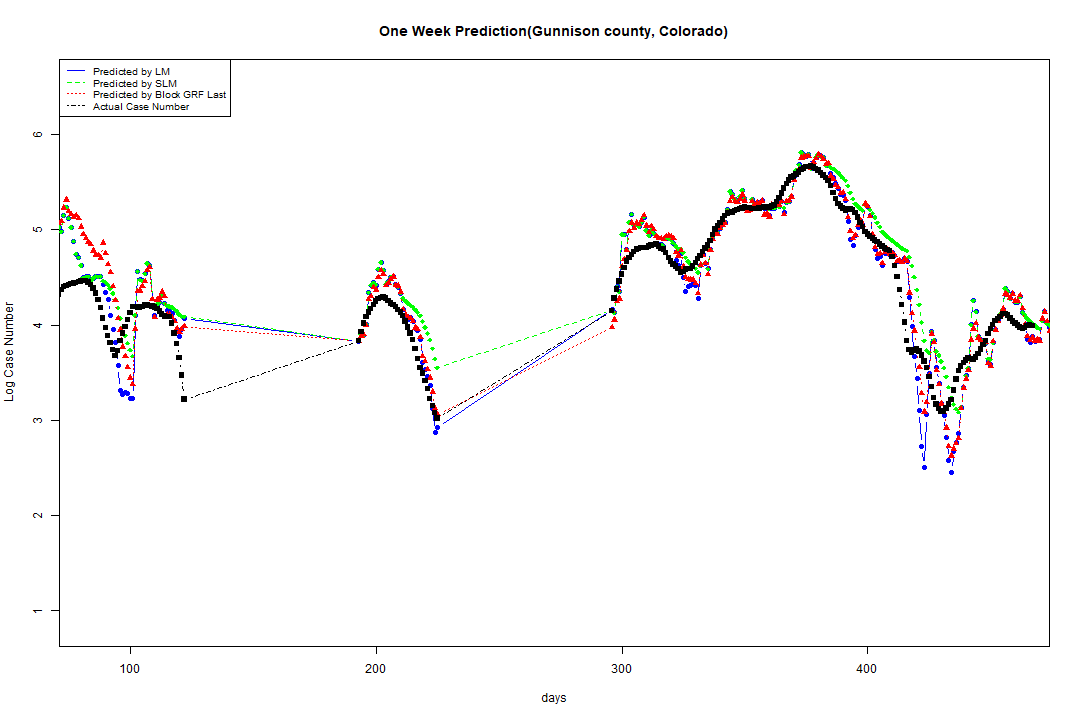 One Week Prediction(Gunnison county, Colorado)
Predicted by LM
Predicted by SLM
Predicted by Block GRF Last
Actual Case Number
6
5
4
3
2
1
Log Case Number
100 200 300 400
days